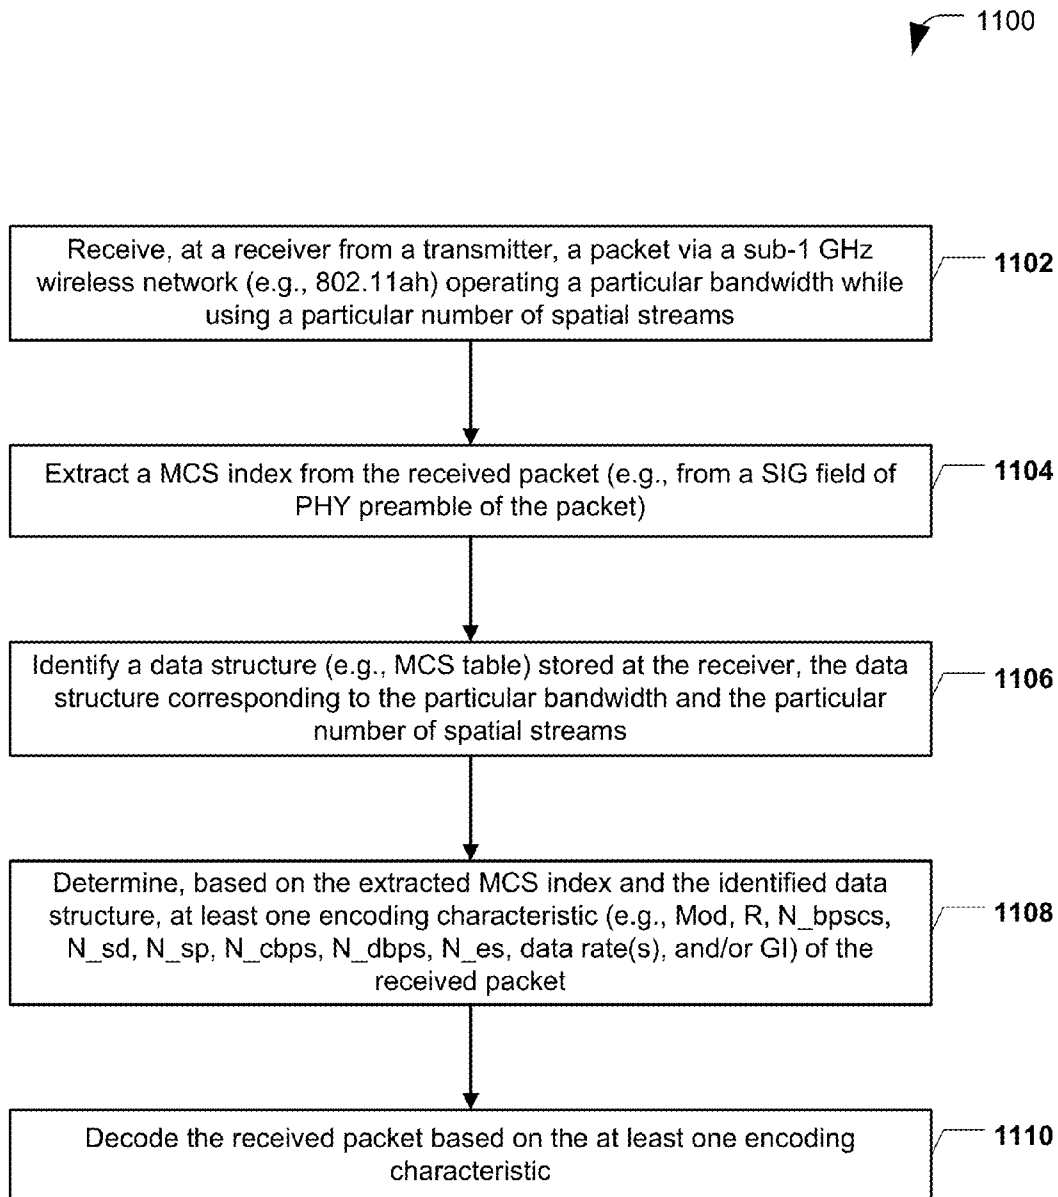 1100
Receive, at a receiver from a transmitter, a packet via a sub-1 GHz
wireless network (e.g., 802.11ah) operating a particular bandwidth while
using a particular number of spatial streams
1102
Extract a MCS index from the received packet (e.g., from a SIG field of
PHY preamble of the packet)
1104
Identify a data structure (e.g., MCS table) stored at the receiver, the data
structure corresponding to the particular bandwidth and the particular
number of spatial streams
1106
Determine, based on the extracted MCS index and the identified data
structure, at least one encoding characteristic (e.g., Mod, R, N_bpscs,
N_sd, N_sp, N_cbps, N_dbps, N_es, data rate(s), and/or GI) of the
received packet
1108
Decode the received packet based on the at least one encoding
characteristic
1110